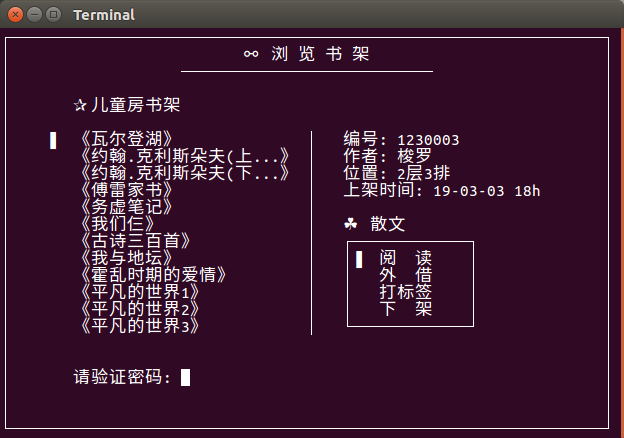 Terminal
⚯ 浏 览 书 架
✰ 儿童房书架
《瓦尔登湖》
《约翰.克利斯朵夫(上...》
《约翰.克利斯朵夫(下...》
《傅雷家书》
《务虚笔记》
《我们仨》
《古诗三百首》
《我与地坛》
《霍乱时期的爱情》
《平凡的世界1》
《平凡的世界2》
《平凡的世界3》
编号: 1230003
作者: 梭罗
位置: 2层3排
上架时间: 19-03-03 18h
☘ 散文
阅 读
外 借
打标签
下 架
请验证密码: